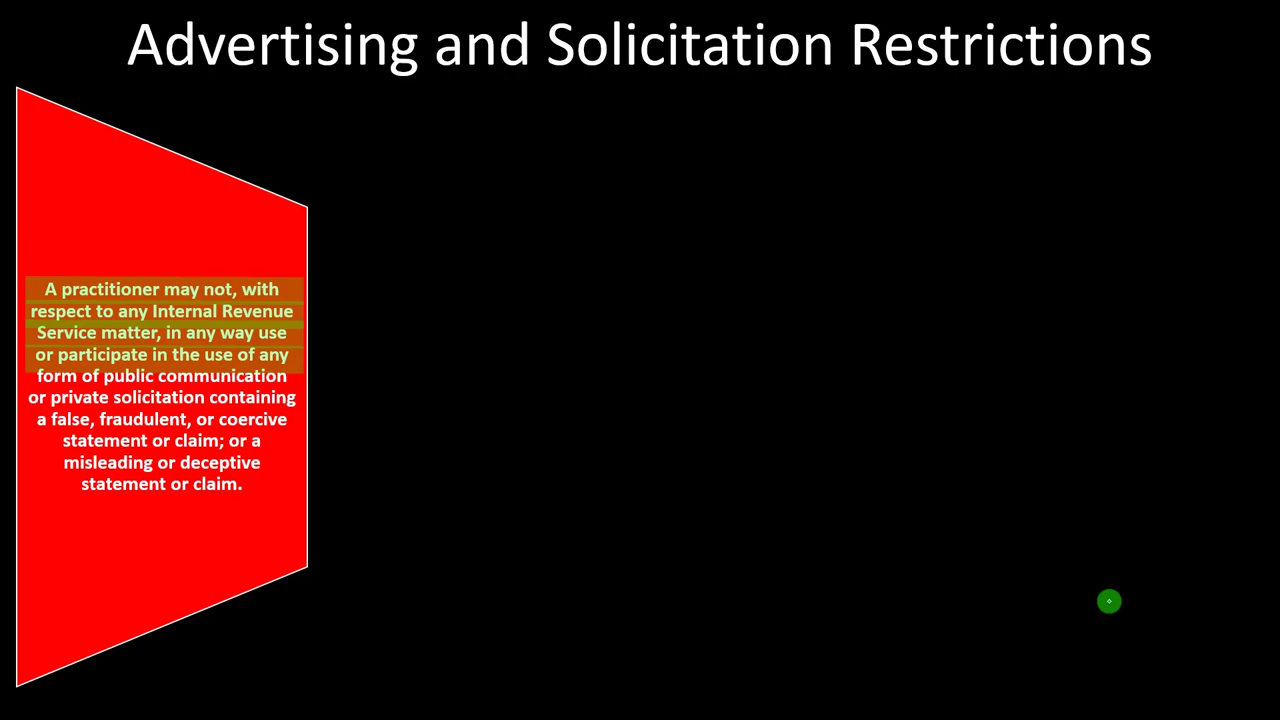 Advertising and Solicitation Restrictions
A practitioner may not, with
respect to any Internal Revenue
Service matter, in any way use
or participate in the use of any
form of public communication
or private solicitation containing
a false, fraudulent, or coercive
statement or claim; or a
misleading or deceptive
statement or claim.